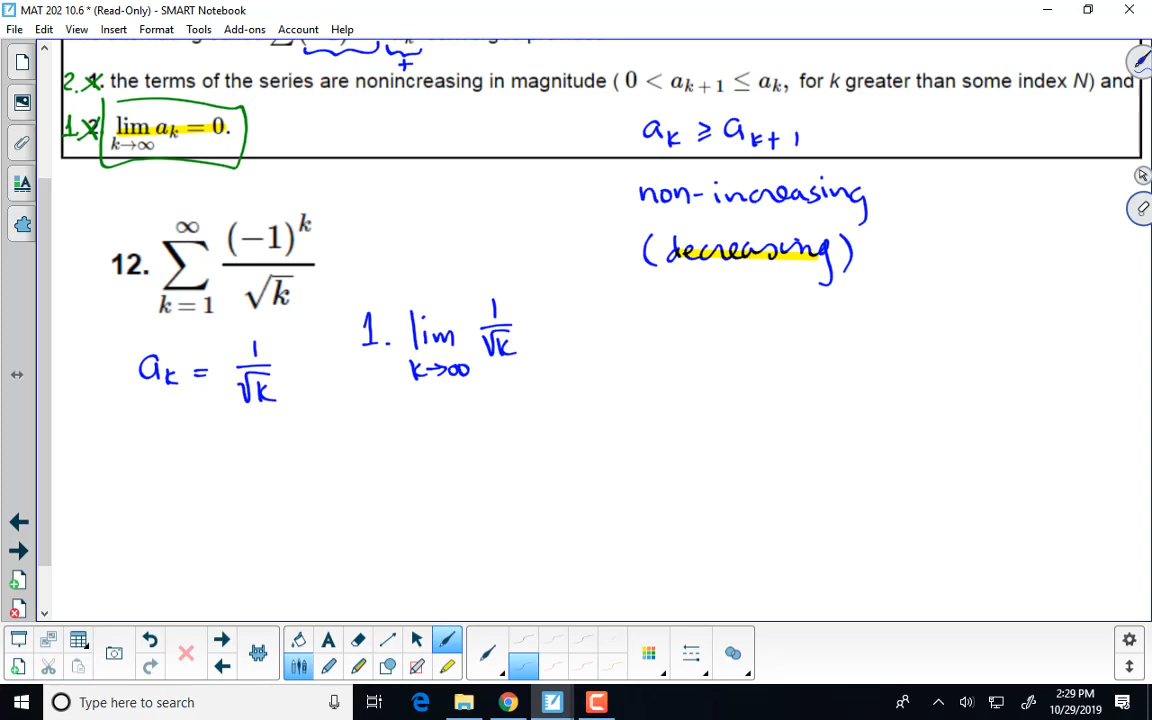 MAT 202 10.6 * (Read-Only) - SMART Notebook
File Edit View Insert Format Tools Add-ons Account Help
+
2. the terms of the series are nonincreasing in magnitude ( 0 < a_{k+1} ≤ a_k, for k greater than some index N) and
1. lim_{k→∞} a_k = 0.
a_k ≥ a_{k+1}
non-increasing
(decreasing)
12. ∑_{k=1}^{∞} (−1)^k / √k
a_k = 1/√k
1. lim_{k→∞} 1/√k
Type here to search
2:29 PM
10/29/2019